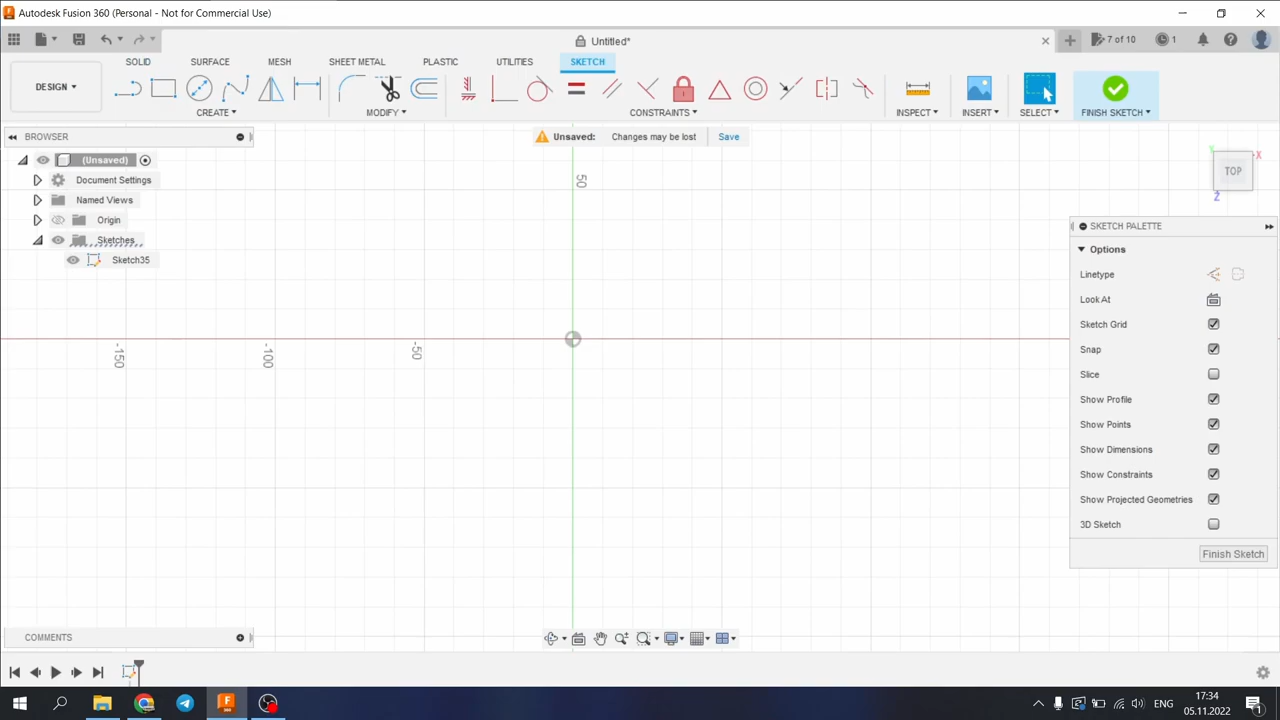 Autodesk Fusion 360 (Personal - Not for Commercial Use)
Untitled*
7 of 10
1
DESIGN
SOLID
SURFACE
MESH
SHEET METAL
PLASTIC
UTILITIES
SKETCH
CREATE
MODIFY
CONSTRAINTS
INSPECT
INSERT
SELECT
FINISH SKETCH
BROWSER
Unsaved: Changes may be lost Save
(Unsaved)
Document Settings
Named Views
Origin
Sketches
Sketch35
50
-150
-100
-50
Y
X
TOP
Z
SKETCH PALETTE
Options
Linetype
Look At
Sketch Grid
Snap
Slice
Show Profile
Show Points
Show Dimensions
Show Constraints
Show Projected Geometries
3D Sketch
Finish Sketch
COMMENTS
F
360
ENG
17:34
05.11.2022
1